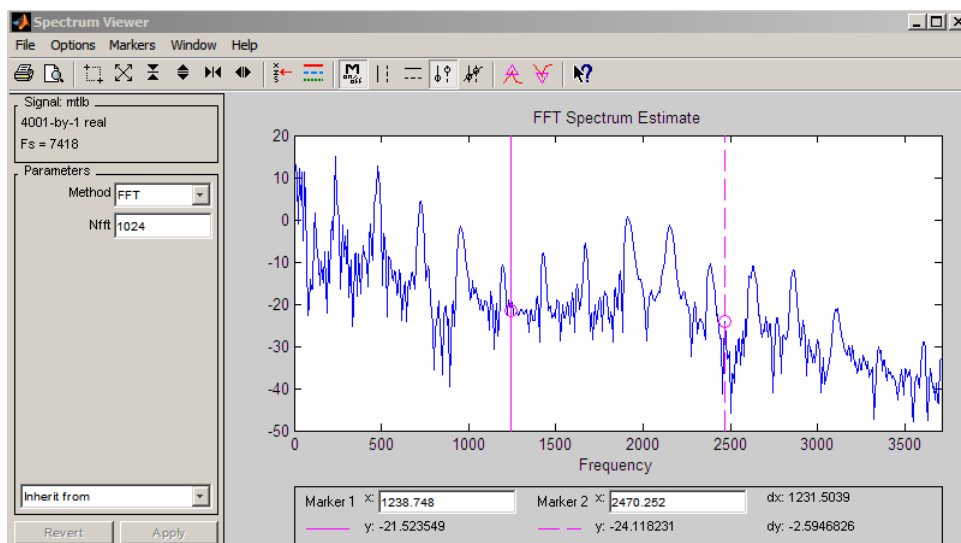 Spectrum Viewer
File Options Markers Window Help
Signal: mtlb
4001-by-1 real
Fs = 7418
Parameters
Method FFT
Nfft 1024
Inherit from
Revert Apply
FFT Spectrum Estimate
20
10
0
-10
-20
-30
-40
-50
0 500 1000 1500 2000 2500 3000 3500
Frequency
Marker 1 x: 1238.748 Marker 2 x: 2470.252 dx: 1231.5039
y: -21.523549 y: -24.118231 dy: -2.5946826